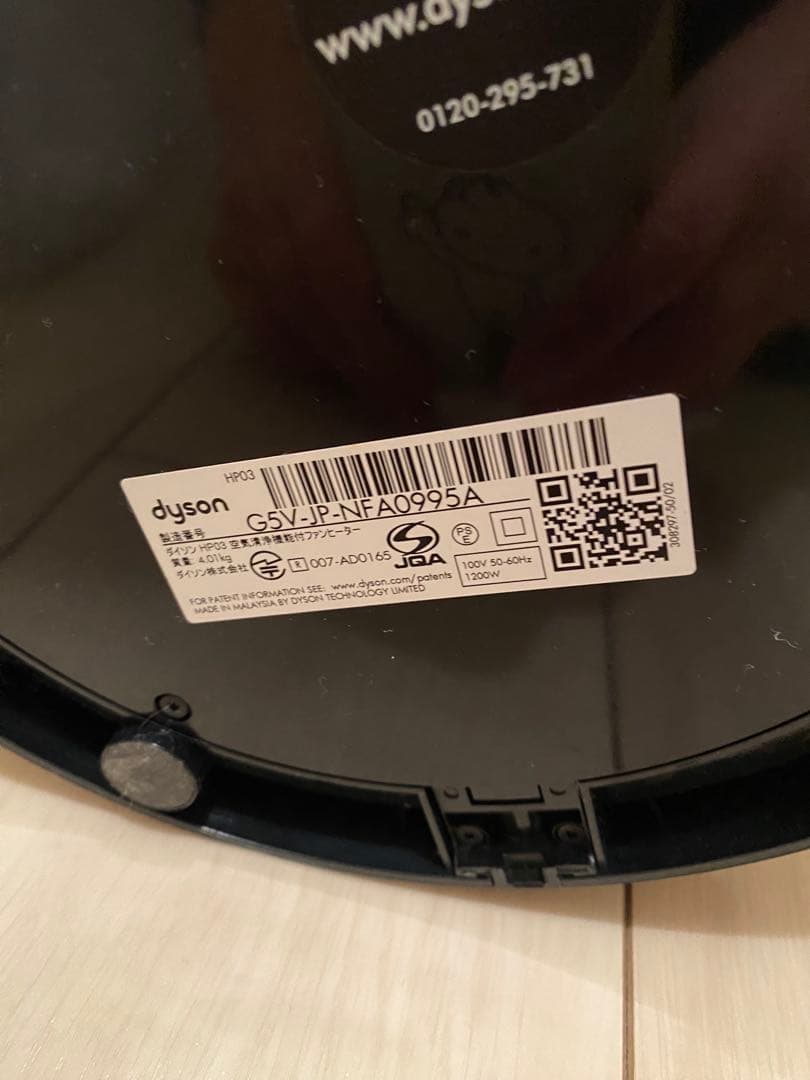 www.dys
0120-295-731
HP03
dyson
製造番号 G5V-JP-NFA0995A
ダイソン HP03 空気清浄機能付ファンヒーター
質量: 4.01kg
ダイソン株式会社 R 007-AD0165 JQA PS E
100V 50-60Hz
1200W
FOR PATENT INFORMATION SEE: www.dyson.com/patents
MADE IN MALAYSIA BY DYSON TECHNOLOGY LIMITED
308297-50/02